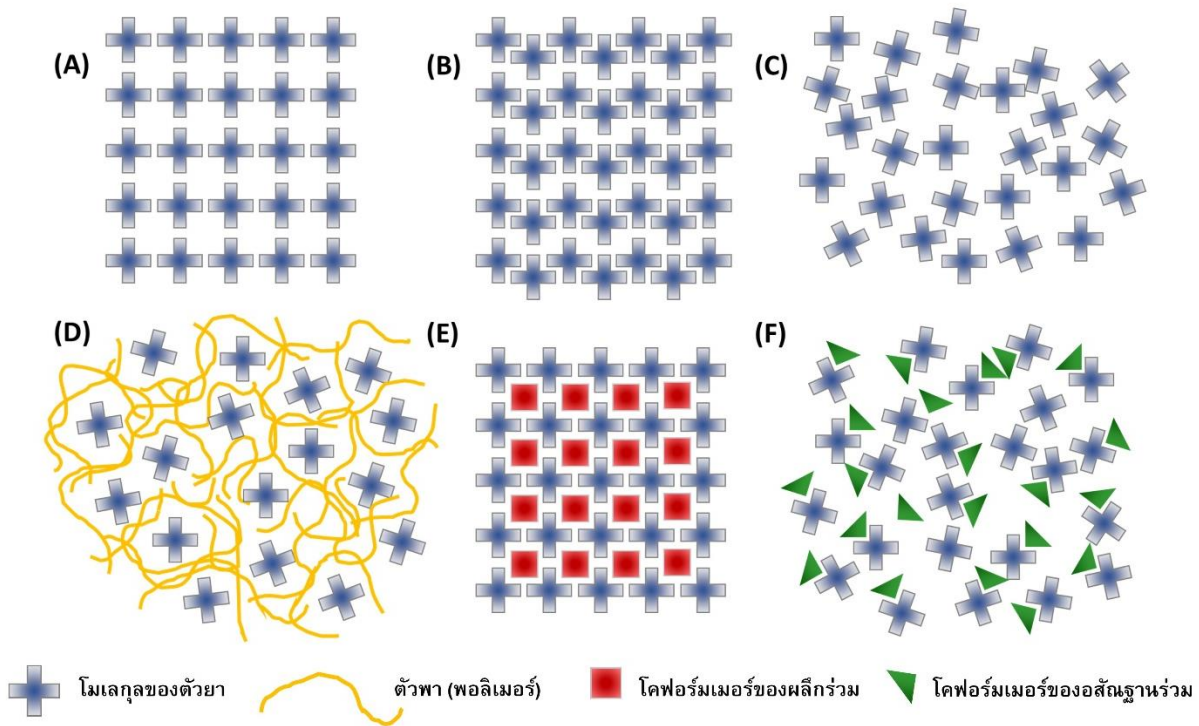 (A)
(B)
(C)
(D)
(E)
(F)
โมเลกุลของตัวยา
ตัวพา (พอลิเมอร์)
โคฟอร์มเมอร์ของผลึกร่วม
โคฟอร์มเมอร์ของอสัณฐานร่วม